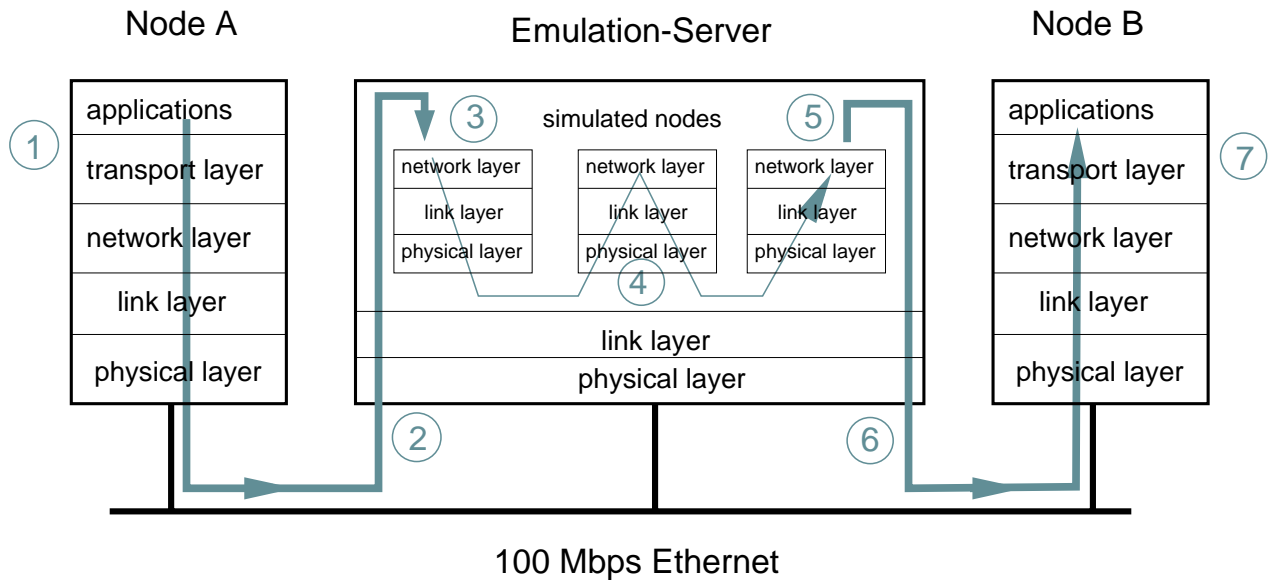 Node A
Emulation-Server
Node B
1
applications
transport layer
network layer
link layer
physical layer
2
3
simulated nodes
5
network layer
link layer
physical layer
network layer
link layer
physical layer
4
network layer
link layer
physical layer
link layer
physical layer
6
applications
transport layer
network layer
link layer
physical layer
7
100 Mbps Ethernet